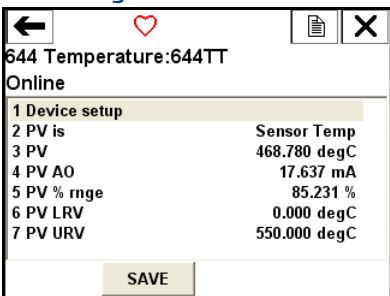 644 Temperature:644TT
Online
1 Device setup
2 PV is Sensor Temp
3 PV 468.780 degC
4 PV AO 17.637 mA
5 PV % rnge 85.231 %
6 PV LRV 0.000 degC
7 PV URV 550.000 degC
SAVE